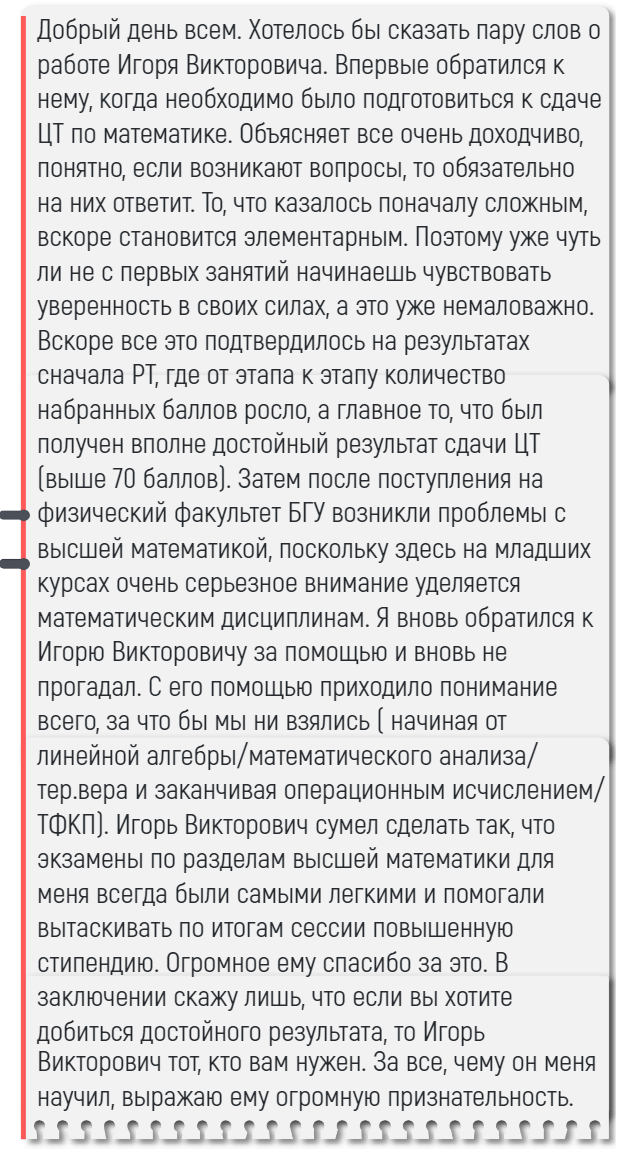 Добрый день всем. Хотелось бы сказать пару слов о
работе Игоря Викторовича. Впервые обратился к
нему, когда необходимо было подготовиться к сдаче
ЦТ по математике. Объясняет все очень доходчиво,
понятно, если возникают вопросы, то обязательно
на них ответит. То, что казалось поначалу сложным,
вскоре становится элементарным. Поэтому уже чуть
ли не с первых занятий начинаешь чувствовать
уверенность в своих силах, а это уже немаловажно.
Вскоре все это подтвердилось на результатах
сначала РТ, где от этапа к этапу количество
набранных баллов росло, а главное то, что был
получен вполне достойный результат сдачи ЦТ
(выше 70 баллов). Затем после поступления на
физический факультет БГУ возникли проблемы с
высшей математикой, поскольку здесь на младших
курсах очень серьезное внимание уделяется
математическим дисциплинам. Я вновь обратился к
Игорю Викторовичу за помощью и вновь не
прогадал. С его помощью приходило понимание
всего, за что бы мы ни взялись ( начиная от
линейной алгебры/математического анализа/
тер.вера и заканчивая операционным исчислением/
ТФКП). Игорь Викторович сумел сделать так, что
экзамены по разделам высшей математики для
меня всегда были самыми легкими и помогали
вытаскивать по итогам сессии повышенную
стипендию. Огромное ему спасибо за это. В
заключении скажу лишь, что если вы хотите
добиться достойного результата, то Игорь
Викторович тот, кто вам нужен. За все, чему он меня
научил, выражаю ему огромную признательность.